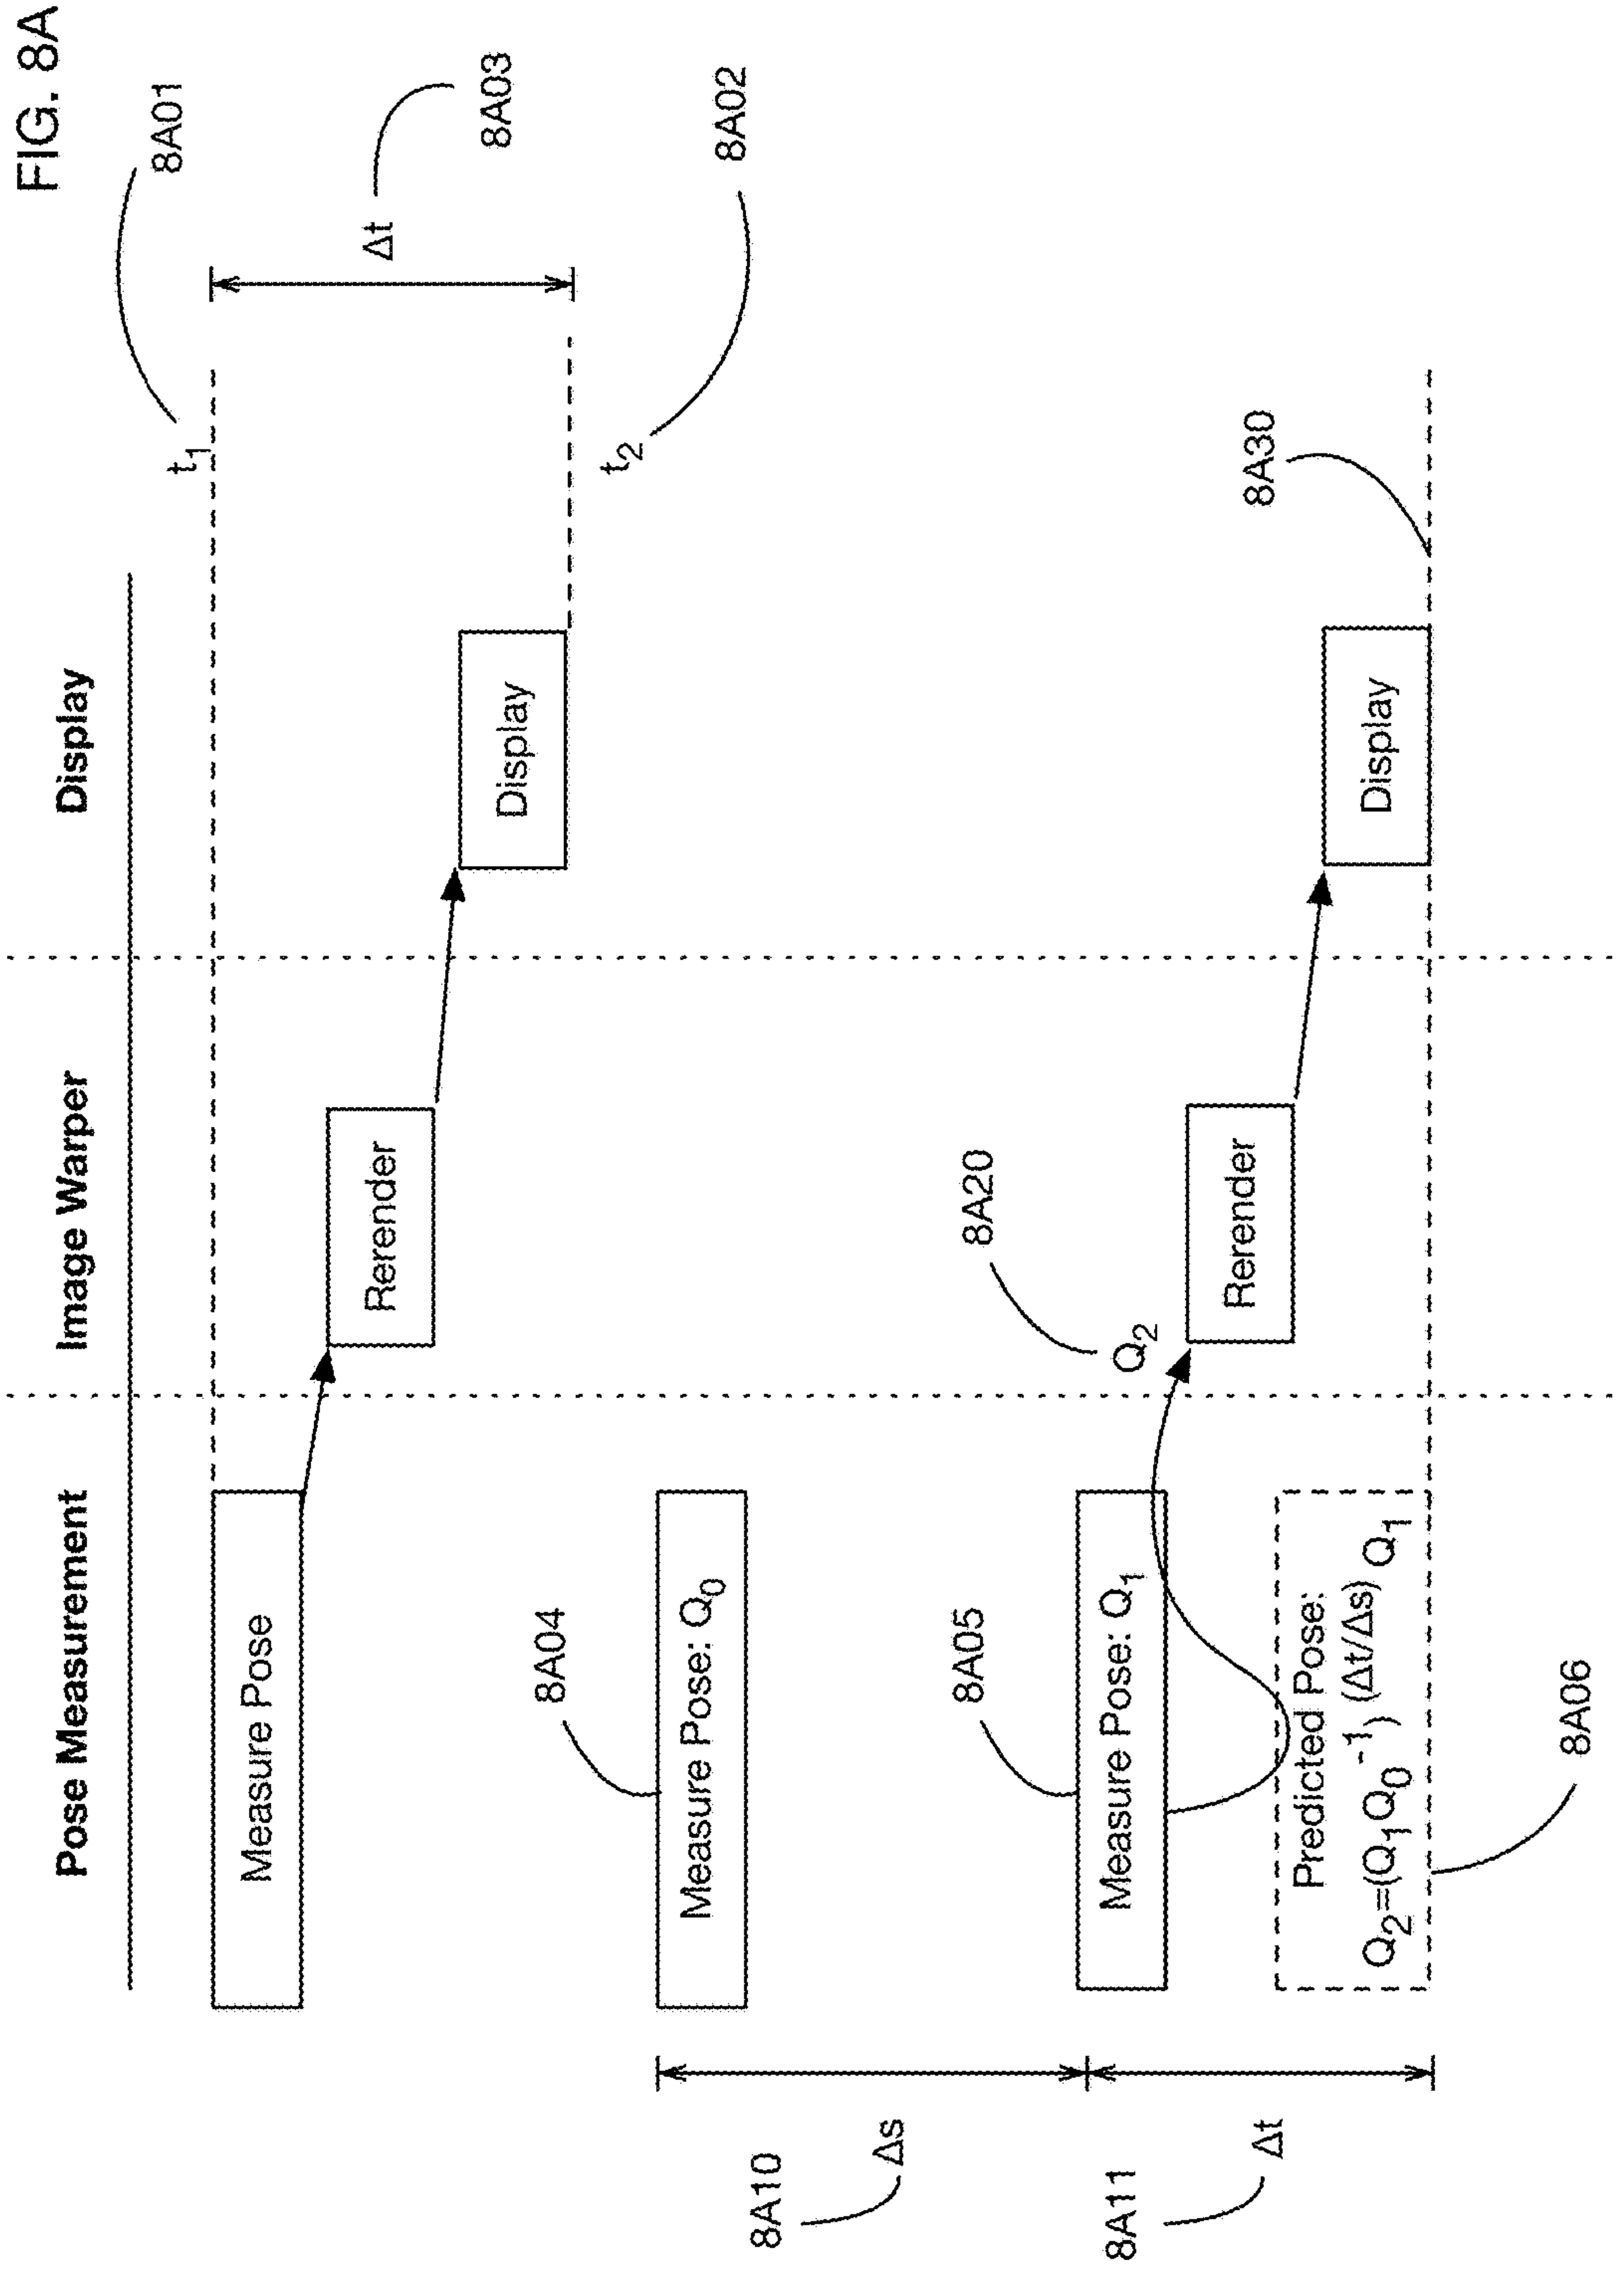 FIG. 8A
Pose Measurement
Image Warper
Display
8A01
t1
Measure Pose
Δt
8A03
Rerender
Display
t2
8A02
8A04
Measure Pose: Q0
8A10
Δs
8A05
Measure Pose: Q1
8A20
Q2
8A11
Δt
Rerender
8A30
Display
Predicted Pose:
Q2=(Q1Q0-1) (Δt/Δs) Q1
8A06